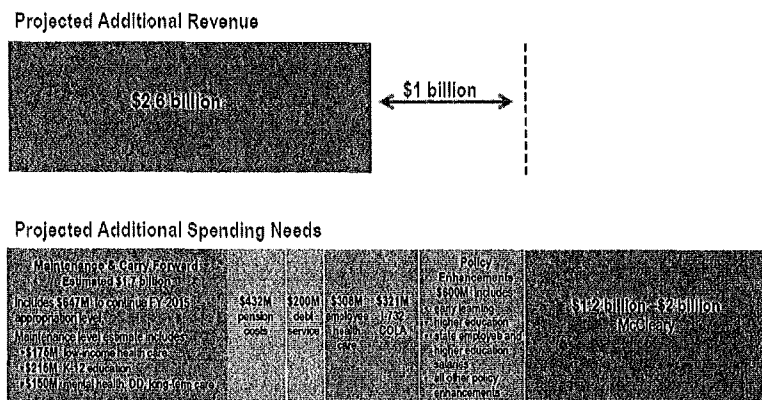 Projected Additional Revenue
$2.6 billion
$1 billion
Projected Additional Spending Needs
Maintenance & Carry Forward
Estimated $1.7 billion
Includes $647M to continue FY 2015
appropriation level
Maintenance level estimate includes:
• $175M low-income health care
• $216M K-12 education
• $150M mental health, DD, long-term care
$432M
pension
costs
$200M
debt
service
$308M
employee
health
care
$321M
I-732
COLA
Policy
Enhancements
$600M Includes
• early learning
• higher education
• state employee and
higher education
salaries
• all other policy
enhancements
$1.2 billion - $2 billion
McCleary